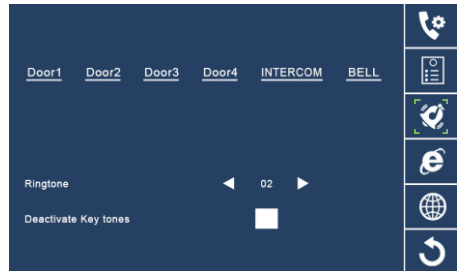 Door1 Door2 Door3 Door4 INTERCOM BELL
Ringtone 02
Deactivate Key tones